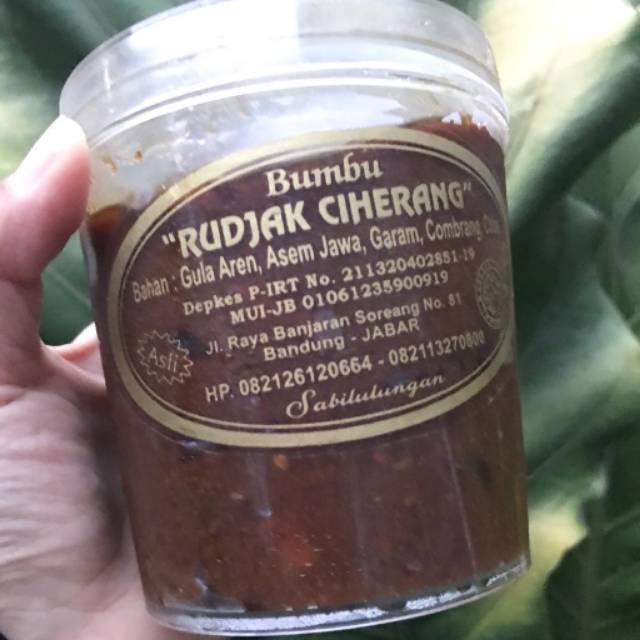 Bumbu
"RUDJAK CIHERANG"
Bahan : Gula Aren, Asem Jawa, Garam, Combrang
Depkes P-IRT No. 211320402851-19
MUI-JB 01061235900919
Jl. Raya Banjaran Soreang No. 81
Bandung - JABAR
HP. 082126120664 - 082113270800
Sabilulungan
Asli